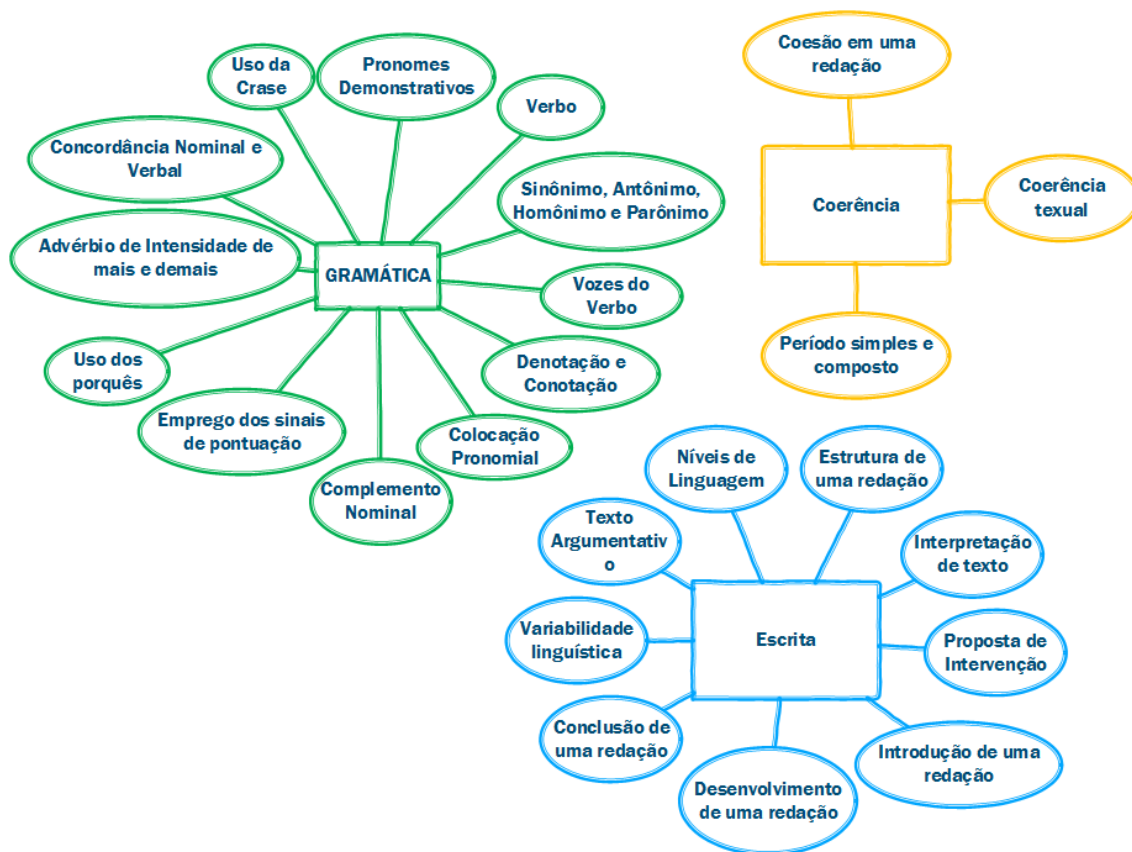 Uso da
Crase
Pronomes
Demonstrativos
Verbo
Concordância Nominal e
Verbal
Sinônimo, Antônimo,
Homônimo e Parônimo
Advérbio de Intensidade de
mais e demais
GRAMÁTICA
Vozes do
Verbo
Uso dos
porquês
Denotação e
Conotação
Emprego dos sinais
de pontuação
Colocação
Pronomial
Complemento
Nominal
Coesão em uma
redação
Coerência
Coerência
texual
Período simples e
composto
Níveis de
Linguagem
Estrutura de
uma redação
Texto
Argumentativ
o
Interpretação
de texto
Variabilidade
linguística
Escrita
Proposta de
Intervenção
Conclusão de
uma redação
Introdução de uma
redação
Desenvolvimento
de uma redação